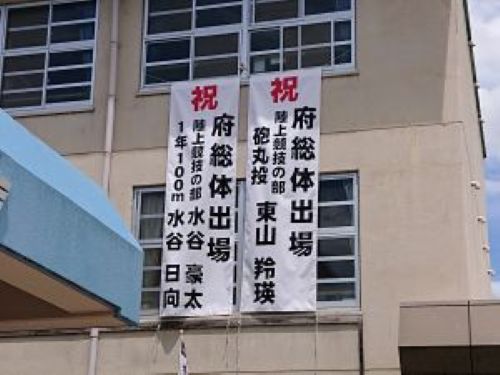 祝
府総体出場
陸上競技の部
砲丸投 東山 羚瑛
祝
府総体出場
陸上競技の部 水谷 豪太
1年100m 水谷 日向